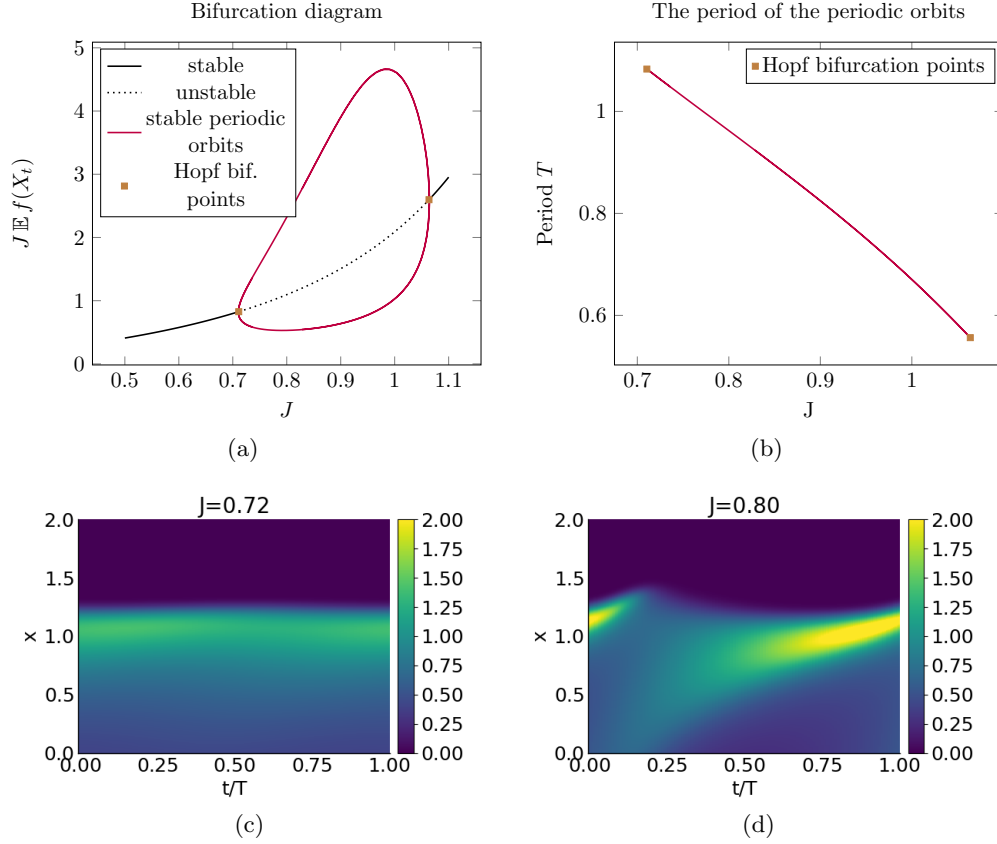 Bifurcation diagram
5
4
3
2
1
0
J 𝔼 f(X_t)
stable
unstable
stable periodic
orbits
Hopf bif.
points
0.5 0.6 0.7 0.8 0.9 1 1.1
J
(a)
The period of the periodic orbits
Hopf bifurcation points
1
0.8
0.6
Period T
0.7 0.8 0.9 1
J
(b)
J=0.72
2.0
1.5
1.0
0.5
0.0
x
0.00 0.25 0.50 0.75 1.00
t/T
2.00
1.75
1.50
1.25
1.00
0.75
0.50
0.25
0.00
(c)
J=0.80
2.0
1.5
1.0
0.5
0.0
x
0.00 0.25 0.50 0.75 1.00
t/T
2.00
1.75
1.50
1.25
1.00
0.75
0.50
0.25
0.00
(d)